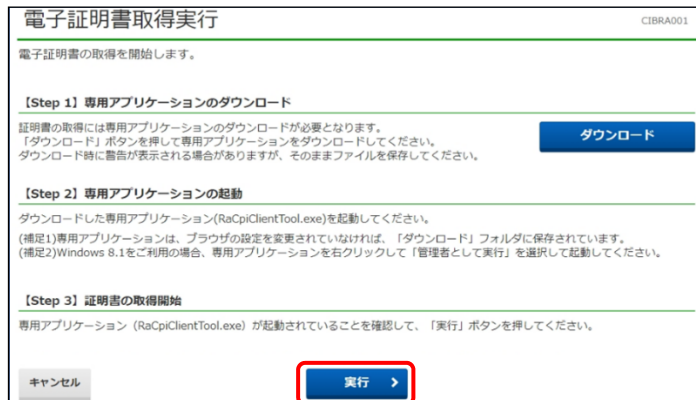 電子証明書取得実行
CIBRA001
電子証明書の取得を開始します。
【Step 1】専用アプリケーションのダウンロード
証明書の取得には専用アプリケーションのダウンロードが必要となります。
「ダウンロード」ボタンを押して専用アプリケーションをダウンロードしてください。
ダウンロード時に警告が表示される場合がありますが、そのままファイルを保存してください。
ダウンロード
【Step 2】専用アプリケーションの起動
ダウンロードした専用アプリケーション(RaCpiClientTool.exe)を起動してください。
(補足1)専用アプリケーションは、ブラウザの設定を変更されていなければ、「ダウンロード」フォルダに保存されています。
(補足2)Windows 8.1をご利用の場合、専用アプリケーションを右クリックして「管理者として実行」を選択して起動してください。
【Step 3】証明書の取得開始
専用アプリケーション（RaCpiClientTool.exe）が起動されていることを確認して、「実行」ボタンを押してください。
キャンセル
実行